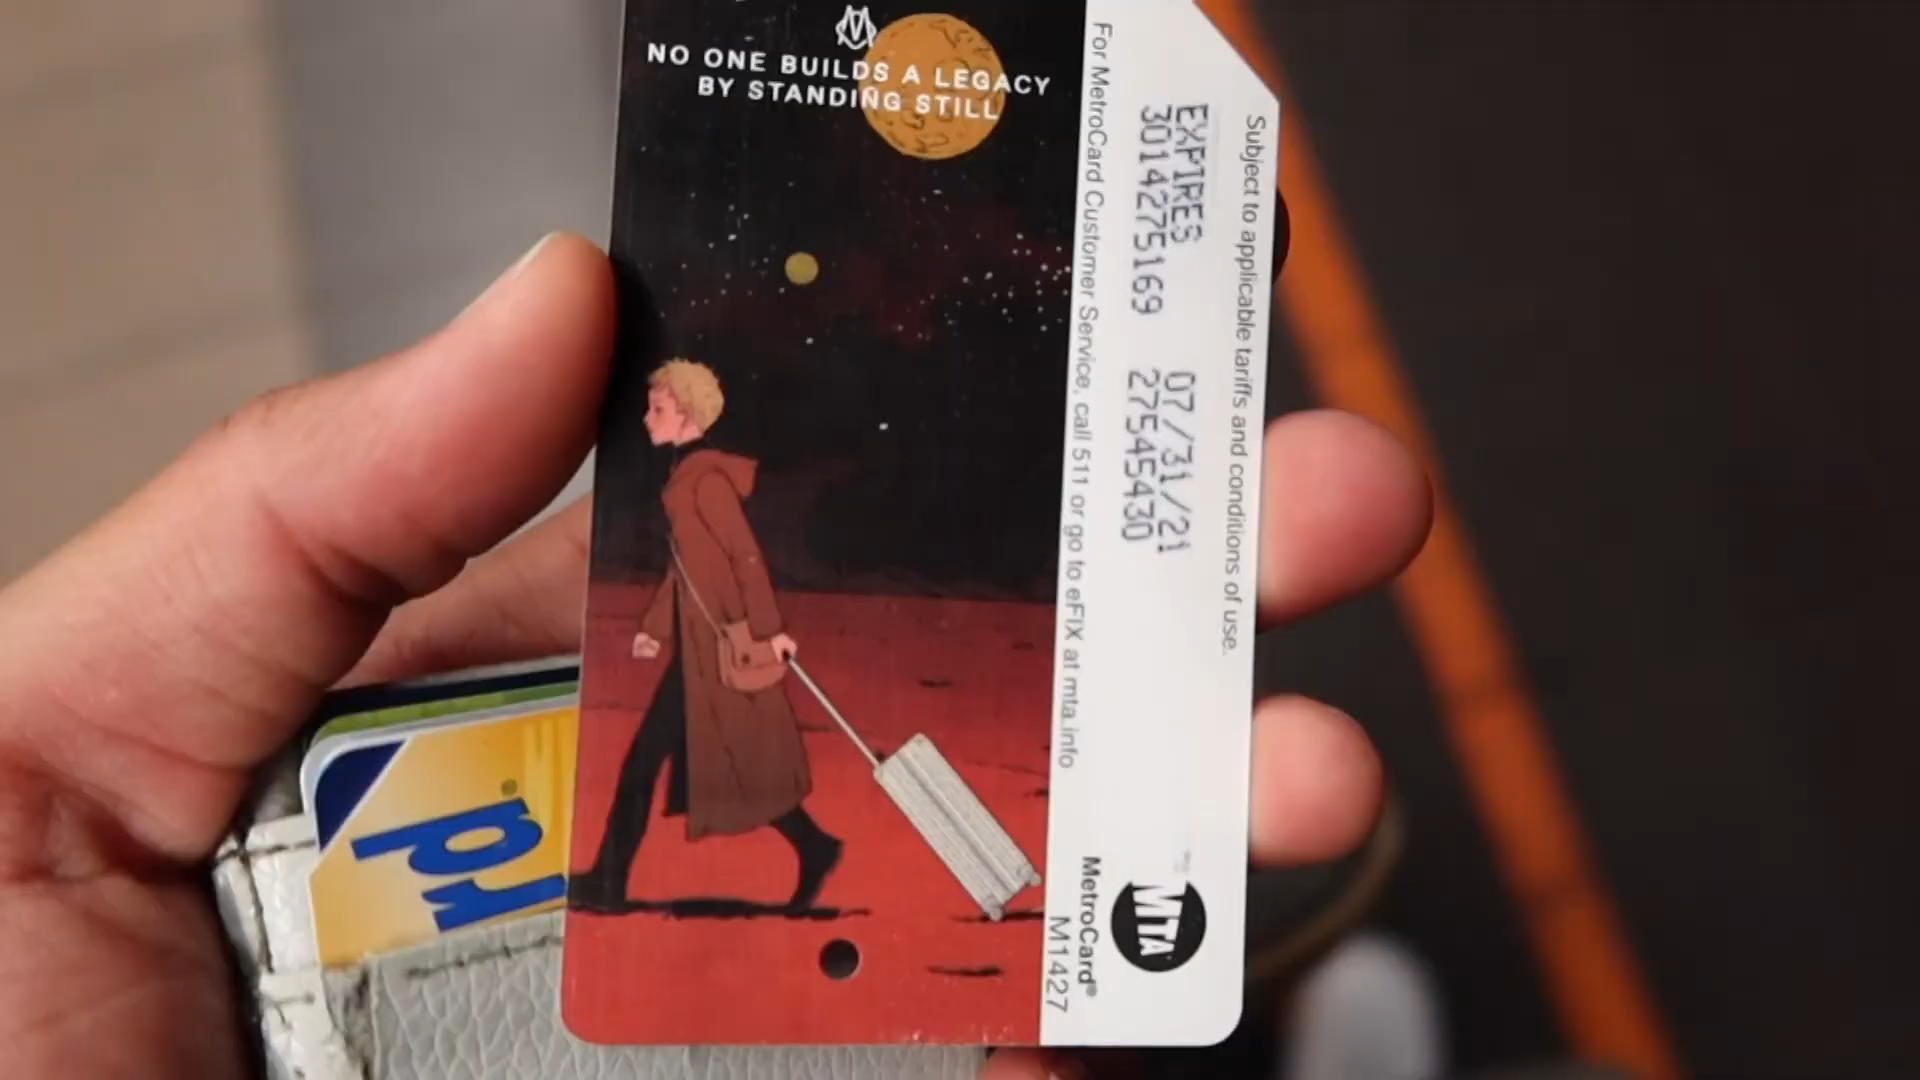 NO ONE BUILDS A LEGACY
BY STANDING STILL
Subject to applicable tariffs and conditions of use.
EXPIRES 07/31/21
3014275169 27545430
For MetroCard Customer Service, call 511 or go to eFIX at mta.info
MTA
MetroCard®
M1427